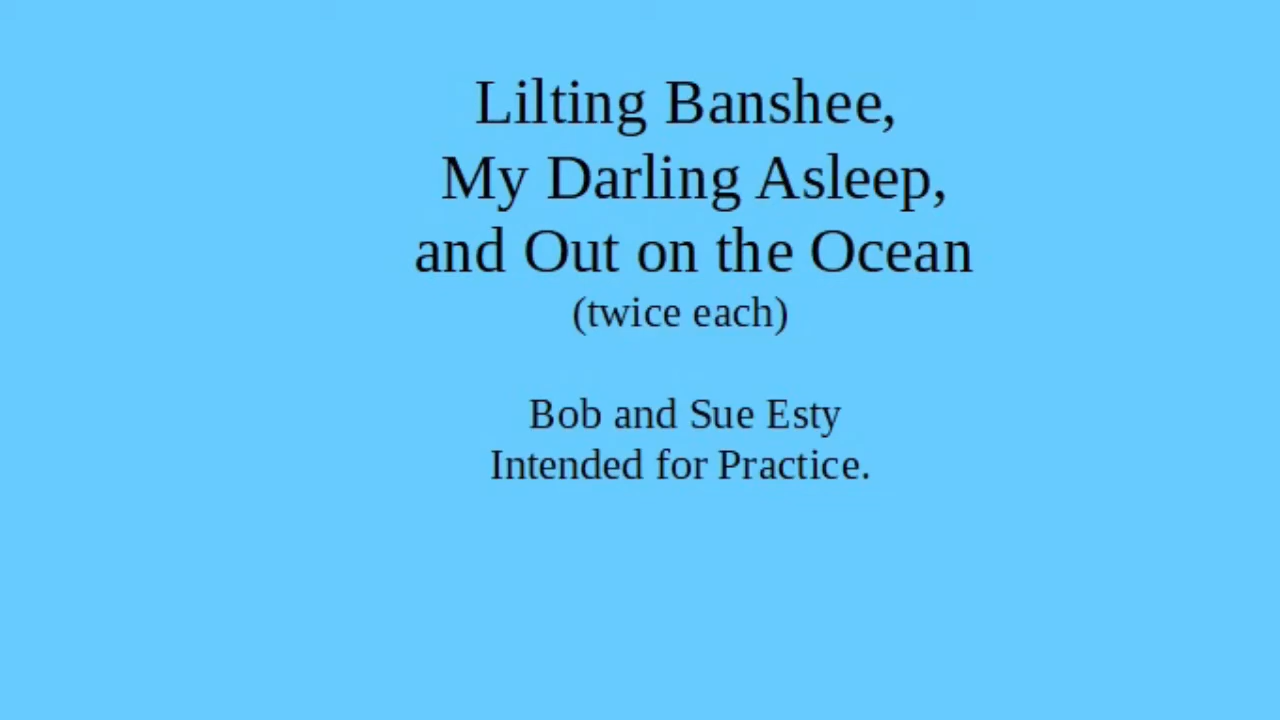 Lilting Banshee,
My Darling Asleep,
and Out on the Ocean
(twice each)
Bob and Sue Esty
Intended for Practice.